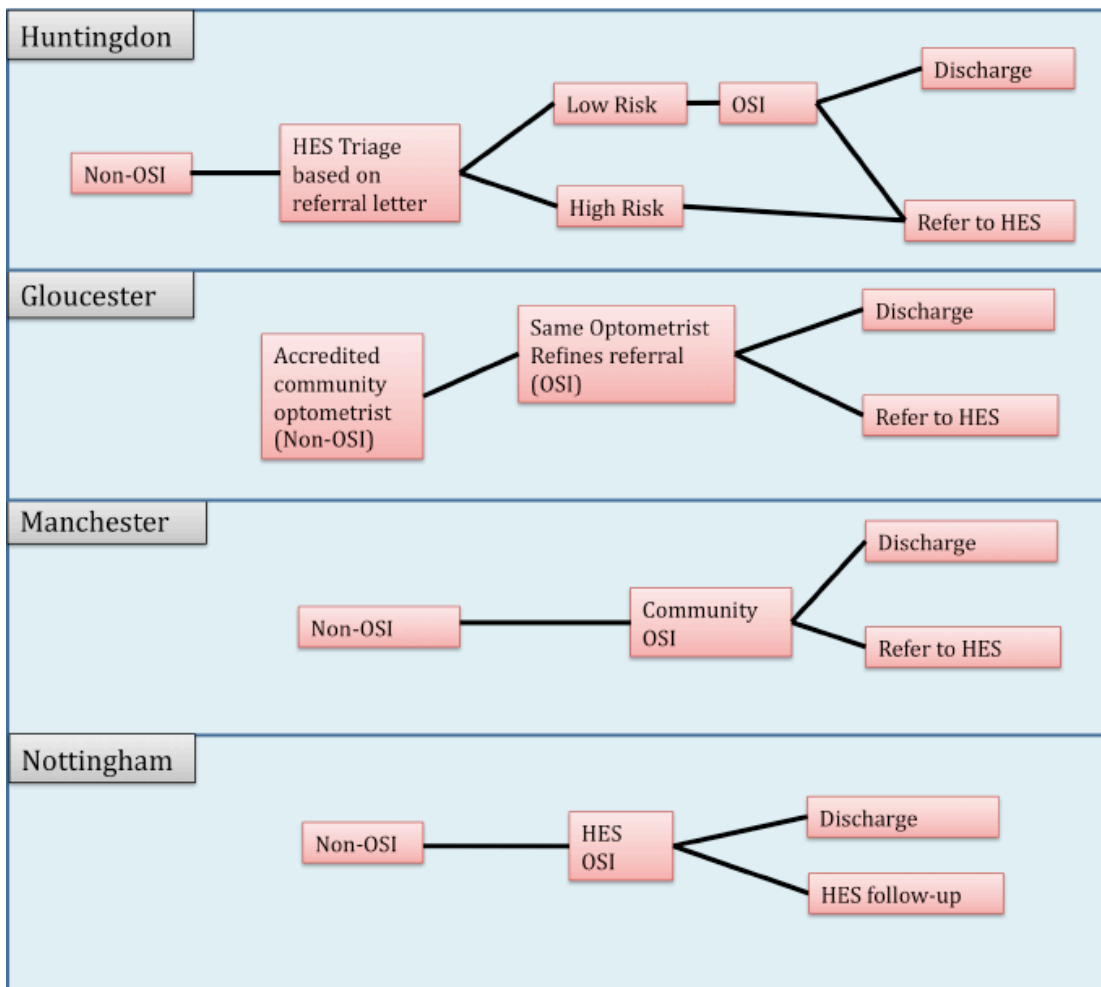 Huntingdon
Non-OSI
HES Triage
based on
referral letter
Low Risk
OSI
Discharge
High Risk
Refer to HES
Gloucester
Accredited
community
optometrist
(Non-OSI)
Same Optometrist
Refines referral
(OSI)
Discharge
Refer to HES
Manchester
Non-OSI
Community
OSI
Discharge
Refer to HES
Nottingham
Non-OSI
HES
OSI
Discharge
HES follow-up